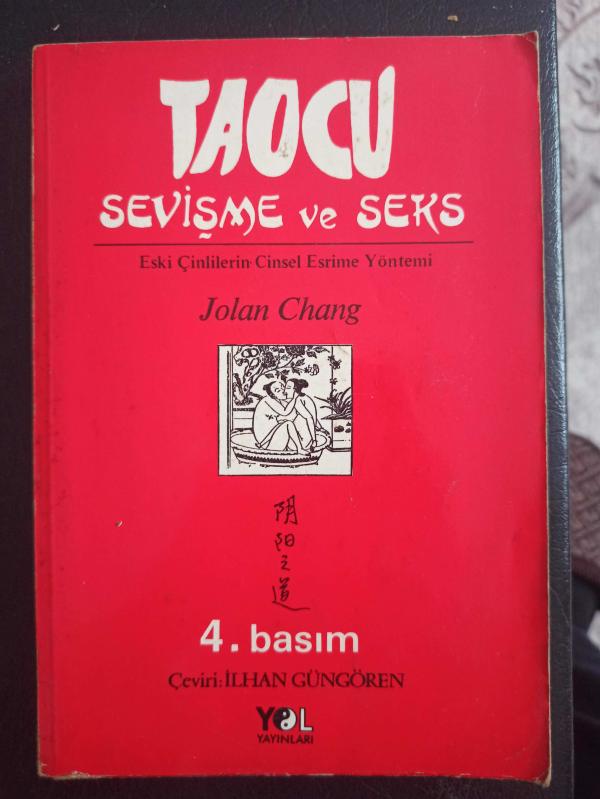 TAOCU
SEVİŞME ve SEKS
Eski Çinlilerin Cinsel Esrime Yöntemi
Jolan Chang
阴
阳
之
道
4. basım
Çeviri: İLHAN GÜNGÖREN
YOL
YAYINLARI